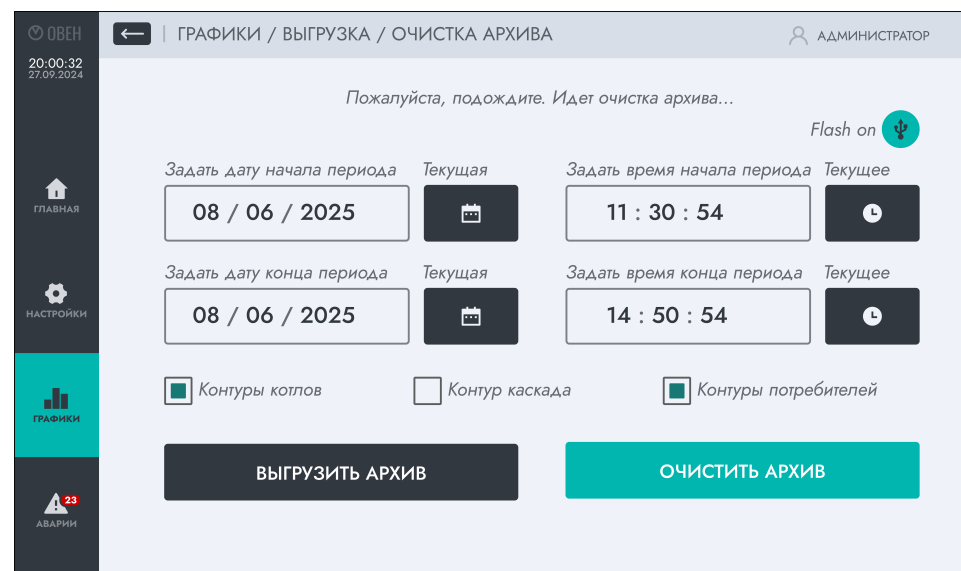 ОВЕН
ГРАФИКИ / ВЫГРУЗКА / ОЧИСТКА АРХИВА
АДМИНИСТРАТОР
20:00:32
27.09.2024
Пожалуйста, подождите. Идет очистка архива...
Flash on
Задать дату начала периода Текущая Задать время начала периода Текущее
08 / 06 / 2025 11 : 30 : 54
ГЛАВНАЯ
Задать дату конца периода Текущая Задать время конца периода Текущее
08 / 06 / 2025 14 : 50 : 54
НАСТРОЙКИ
Контуры котлов Контур каскада Контуры потребителей
ГРАФИКИ
ВЫГРУЗИТЬ АРХИВ ОЧИСТИТЬ АРХИВ
23
АВАРИИ